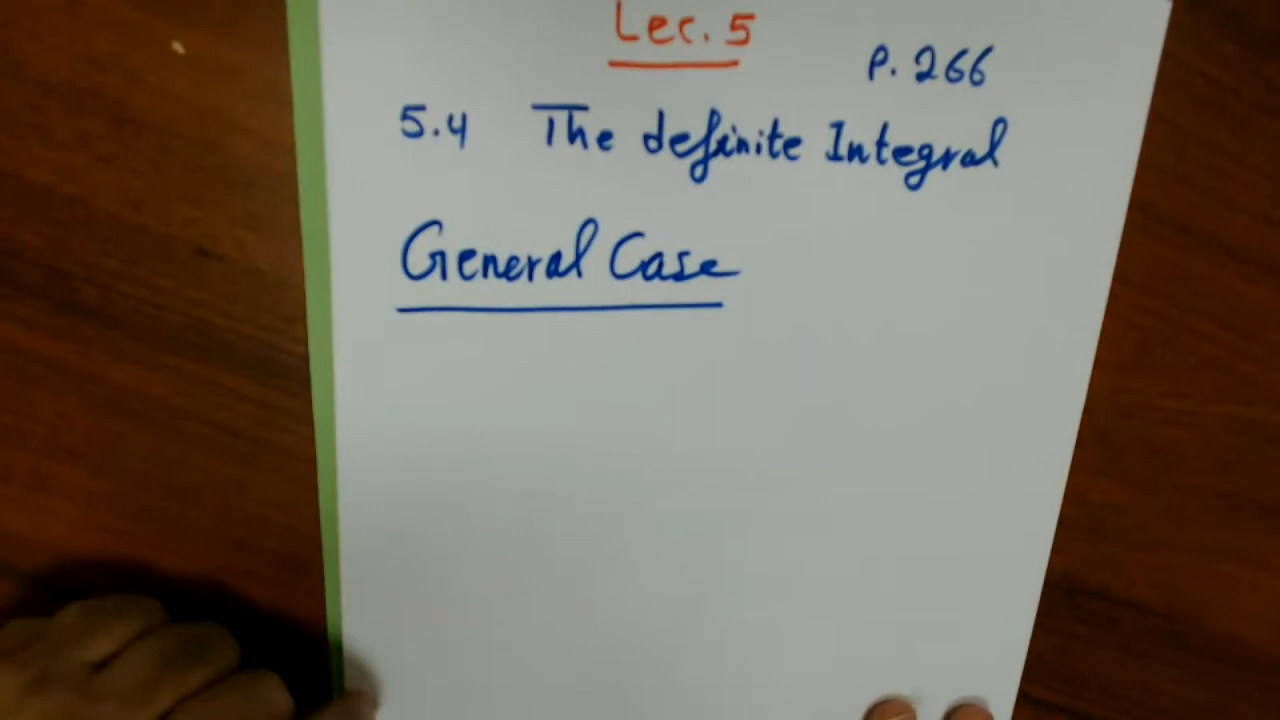 Lec. 5
P. 266
5.4 The definite Integral
General Case